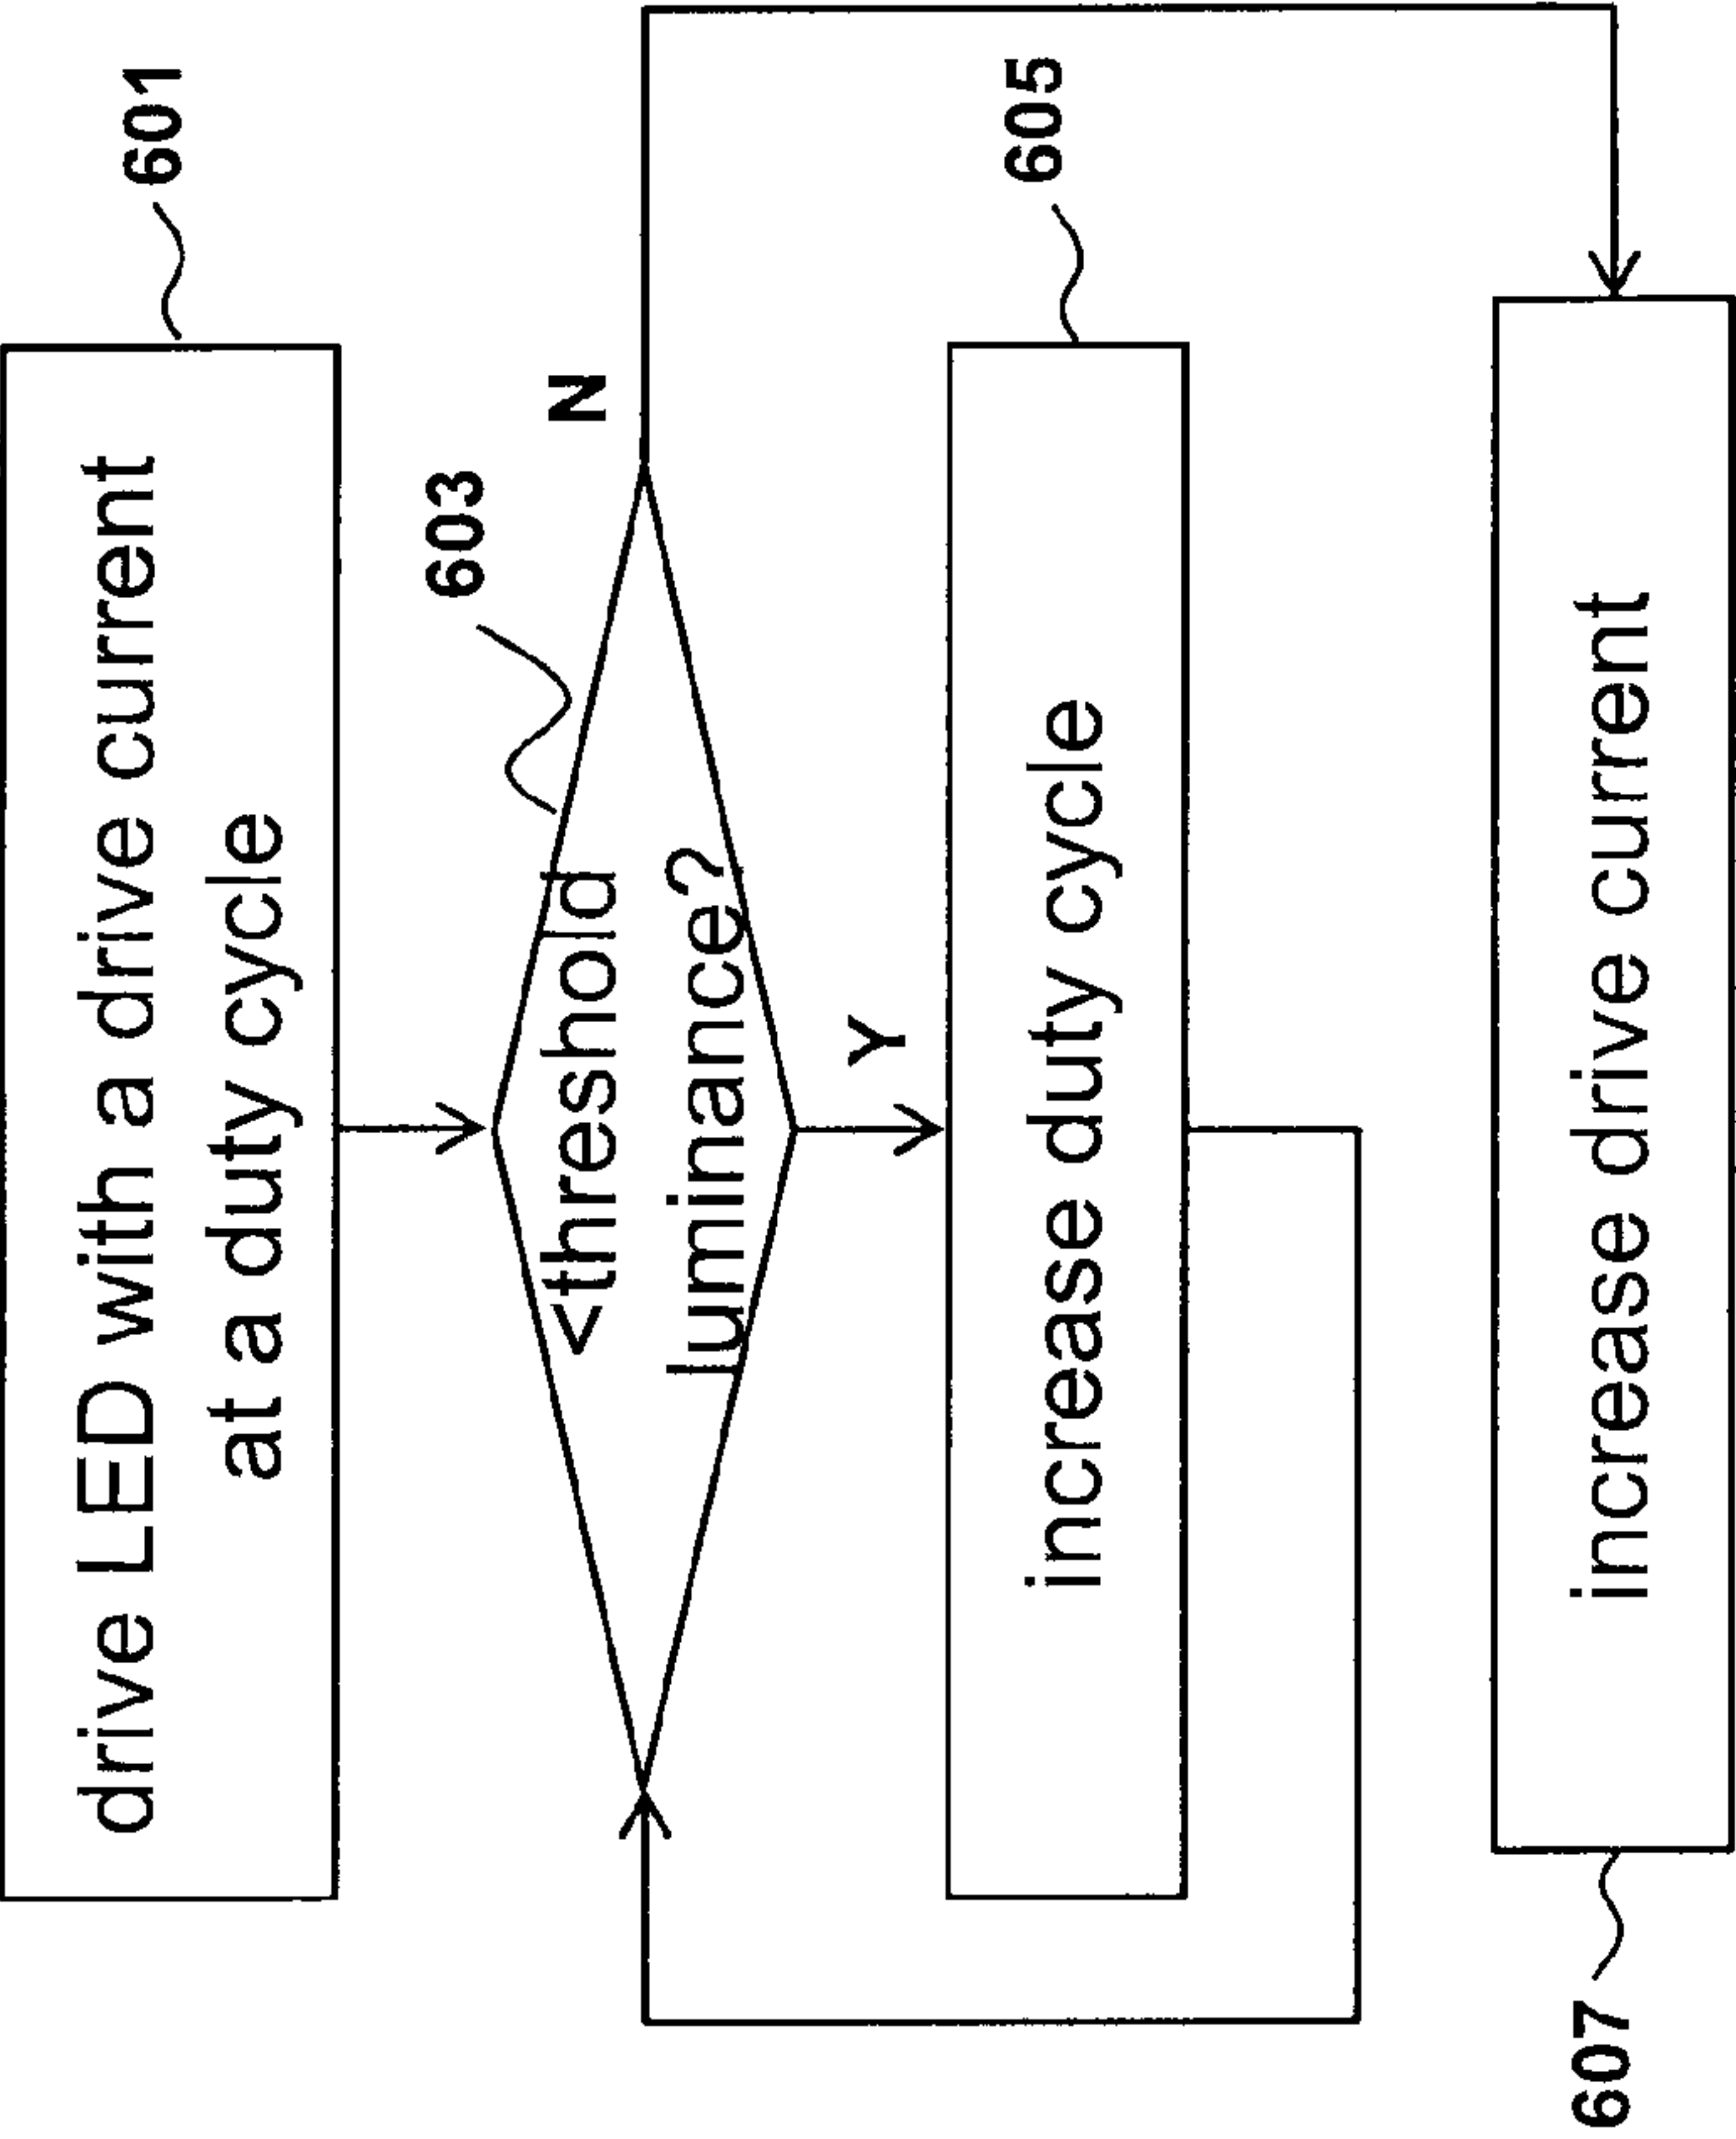 601
drive LED with a drive current
at a duty cycle
603
<threshold
luminance?
N
Y
605
increase duty cycle
607
increase drive current